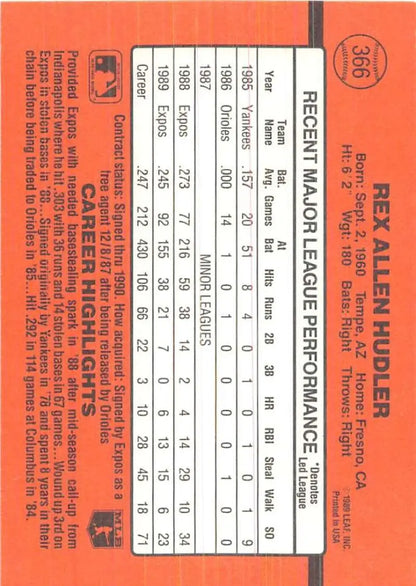 366
REX ALLEN HUDLER
Born: Sept. 2, 1960 Tempe, AZ Home: Fresno, CA
Ht: 6' 2" Wgt: 180 Bats: Right Throws: Right
© 1989 LEAF, INC.
Printed in USA
RECENT MAJOR LEAGUE PERFORMANCE *Denotes Led League
Team Bat. At
Year Name Avg. Games Bat Hits Runs 2B 3B HR RBI Steal Walk SO
1985 Yankees .157 20 51 8 4 0 1 0 1 0 1 9
1986 Orioles .000 14 1 0 1 0 0 0 0 1 0 0
1987 MINOR LEAGUES
1988 Expos .273 77 216 59 38 14 2 4 14 29 10 34
1989 Expos .245 92 155 38 21 7 0 6 13 15 6 23
Career .247 212 430 106 66 22 3 10 28 45 18 71
Contract status: Signed thru 1990. How acquired: Signed by Expos as a
free agent 12/8/87 after being released by Orioles
CAREER HIGHLIGHTS
MLB
Provided Expos with needed basestealing spark in '88 after mid-season call-up from
Indianapolis where he hit .303 with 36 runs and 14 stolen bases in 67 games... Wound up 3rd on
Expos in stolen bases in '88... Signed originally by Yankees in '78 and spent 8 years in their
chain before being traded to Orioles in '85... Hit .292 in 114 games at Columbus in '84.